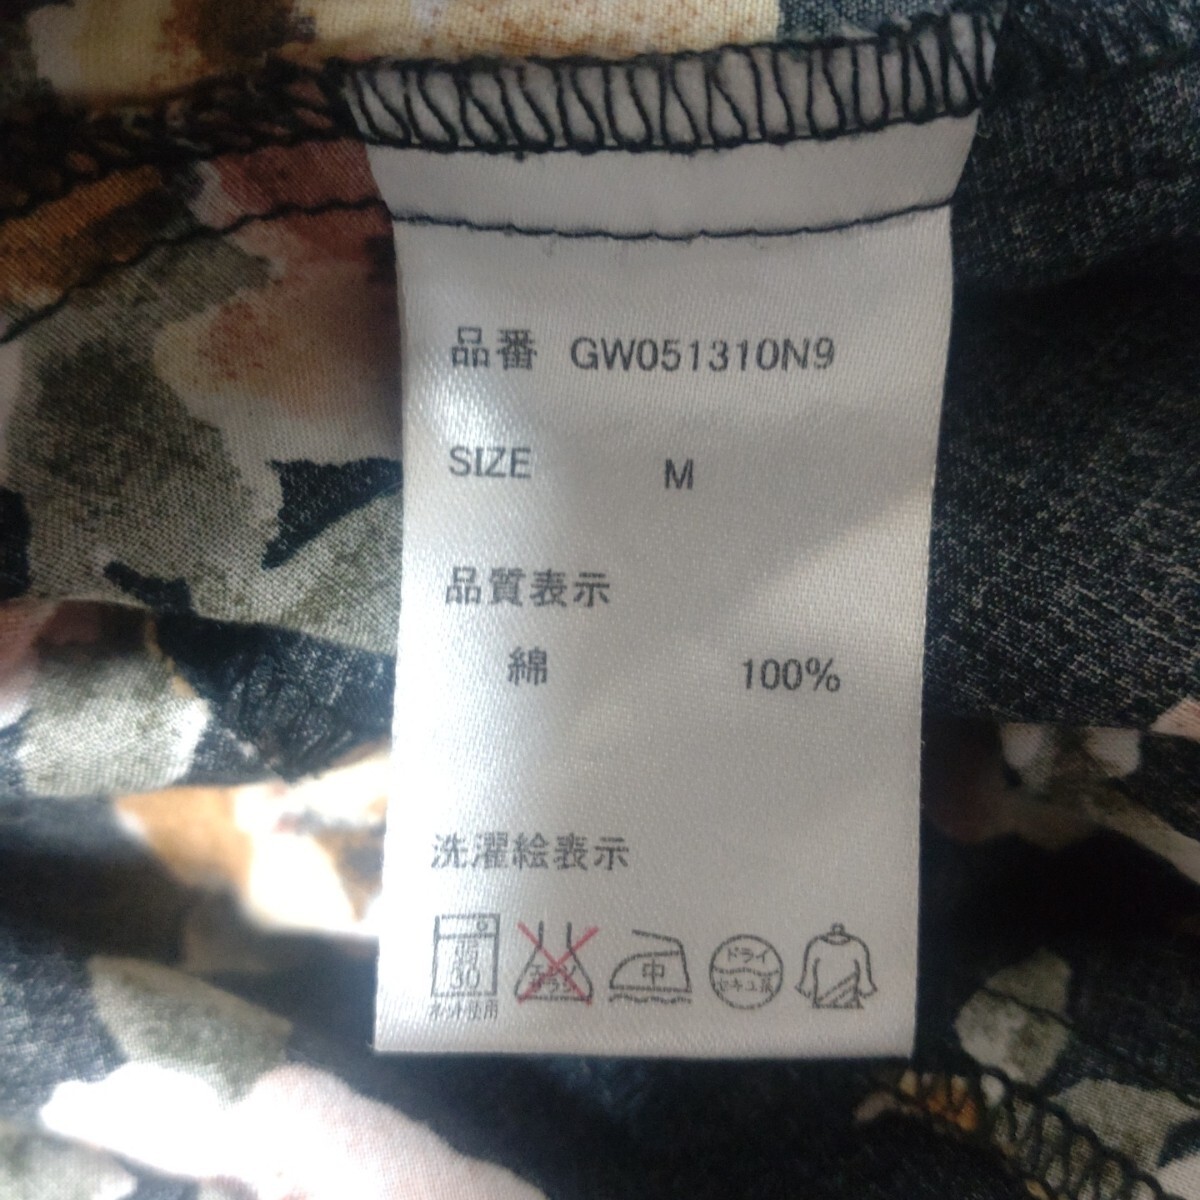 品番 GW051310N9
SIZE M
品質表示
綿 100%
洗濯絵表示
30 中 ドライ
ネット使用